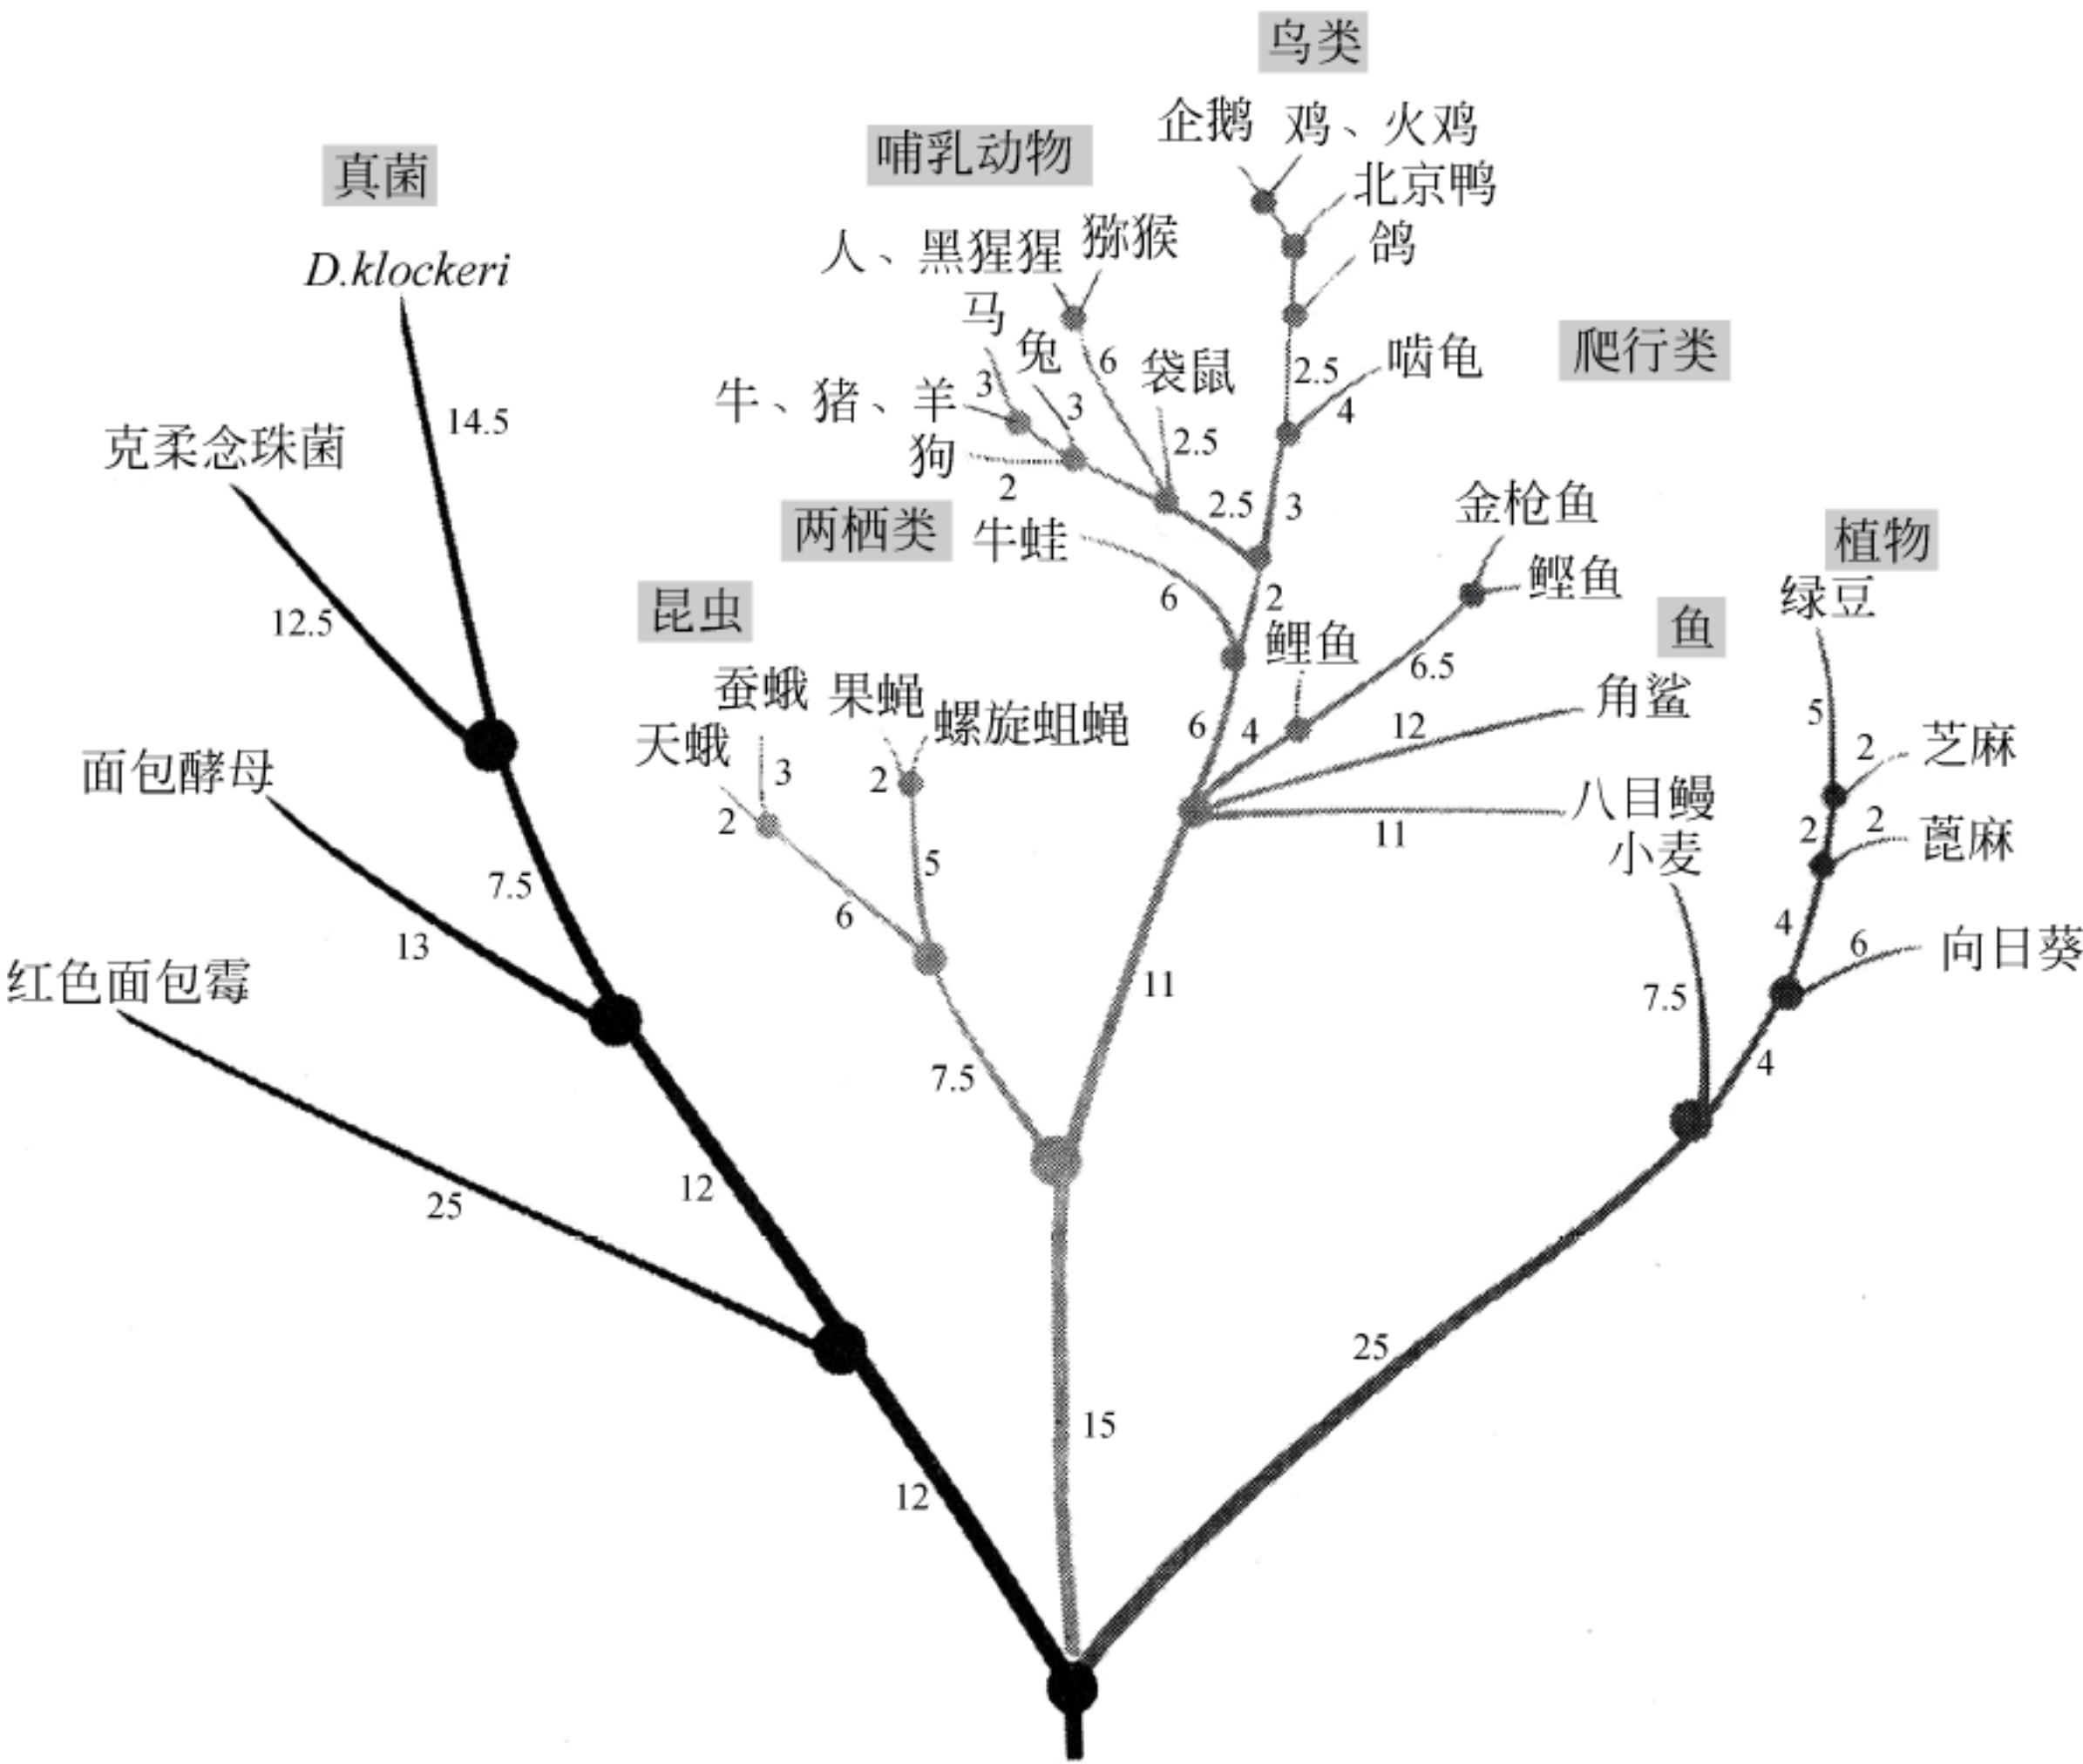 鸟类
企鹅
鸡、火鸡
哺乳动物
真菌
北京鸭
人、黑猩猩
猕猴
鸽
D.klockeri
马
兔
6
袋鼠
2.5
啮龟
爬行类
牛、猪、羊
3
3
4
14.5
克柔念珠菌
狗
2
2.5
2.5
3
金枪鱼
两栖类
牛蛙
植物
鲣鱼
昆虫
6
2
绿豆
12.5
鱼
鲤鱼
6.5
蚕蛾
果蝇
螺旋蛆蝇
角鲨
天蛾
6
4
12
5
2
芝麻
面包酵母
3
2
2
八目鳗
11
小麦
2
2
蓖麻
7.5
5
6
4
6
向日葵
13
红色面包霉
11
7.5
7.5
4
12
25
25
15
12